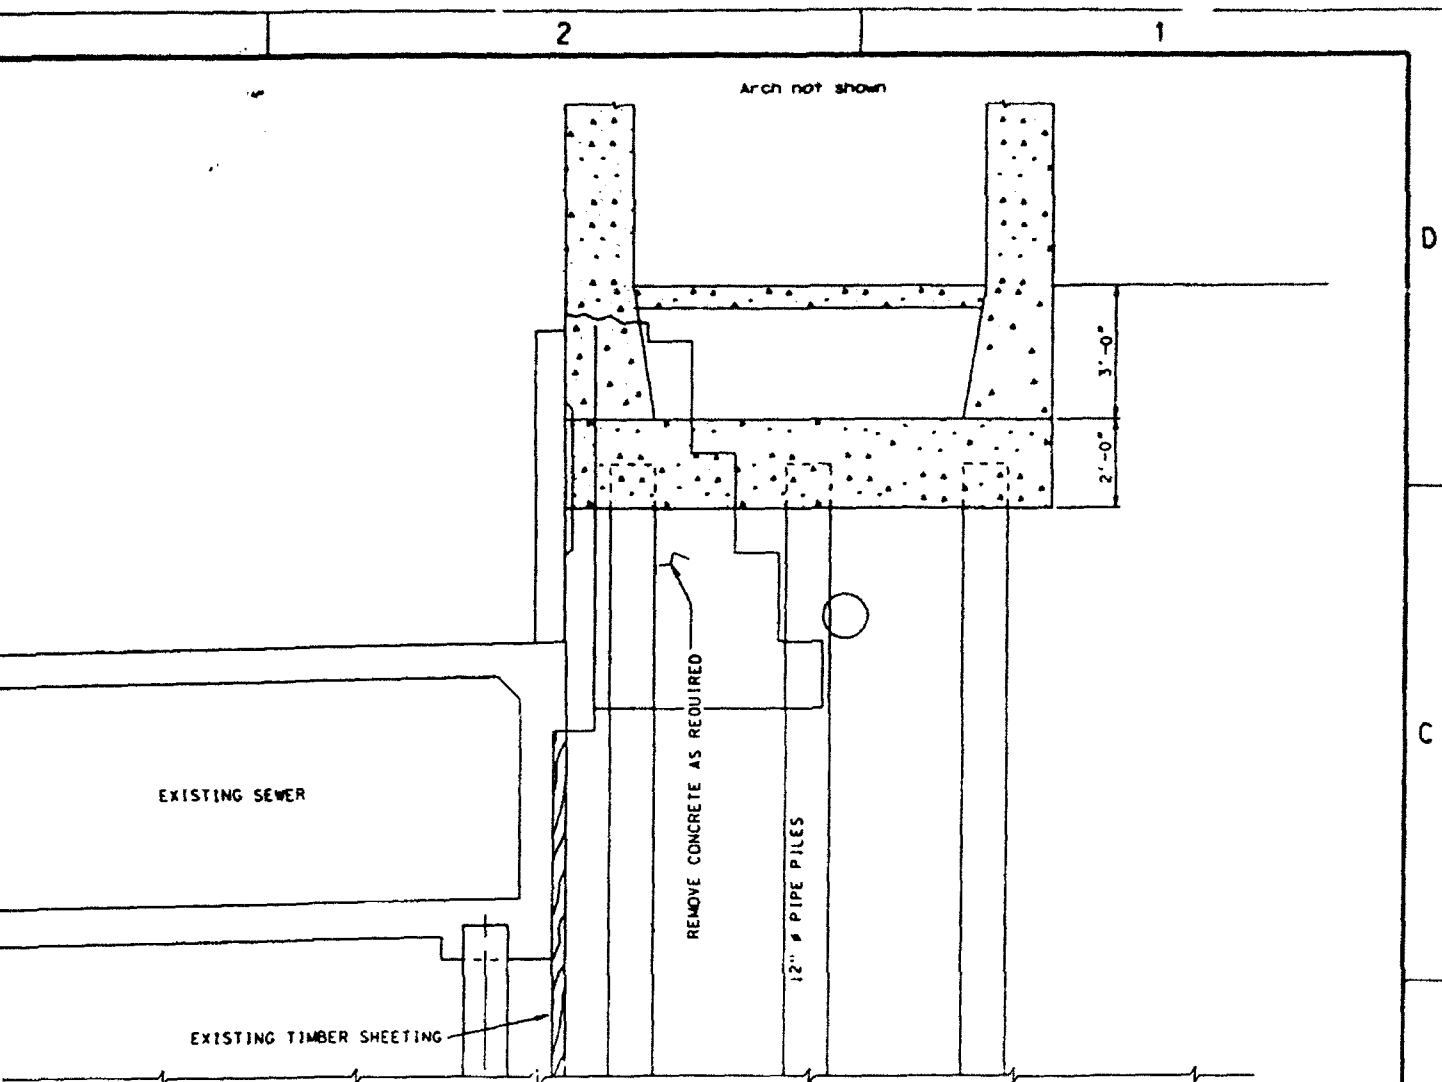 2
1
Arch not shown
D
3'-0"
2'-0"
REMOVE CONCRETE AS REQUIRED
C
EXISTING SEWER
12" ø PIPE PILES
EXISTING TIMBER SHEETING